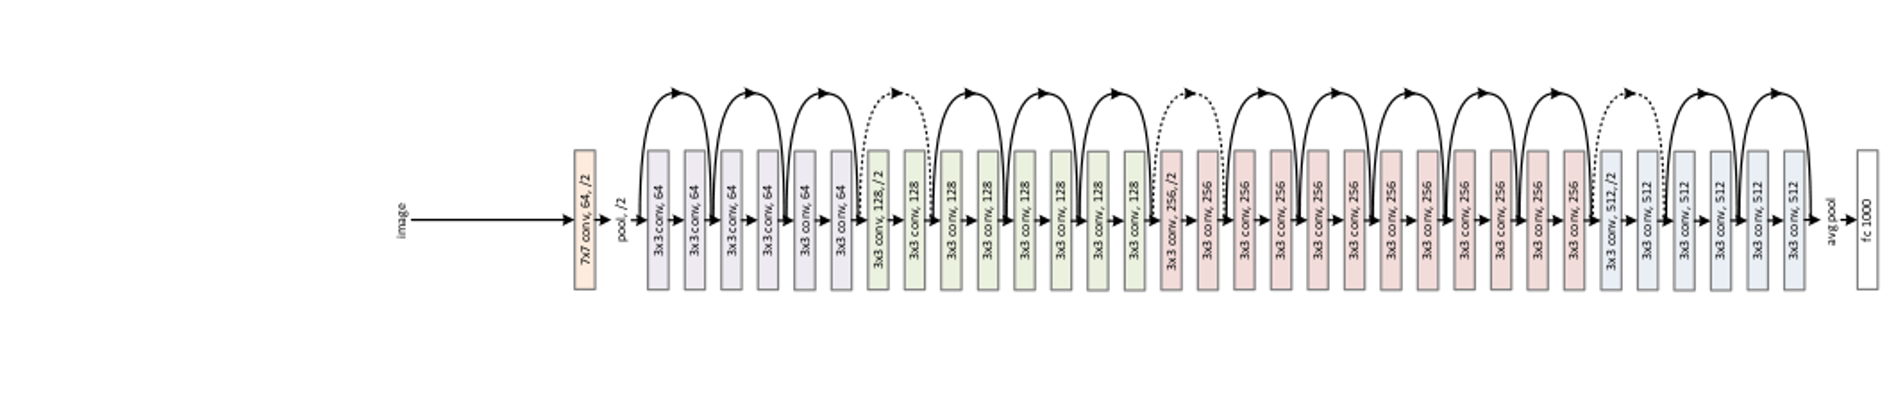 image
7x7 conv, 64, /2
pool, /2
3x3 conv, 64
3x3 conv, 64
3x3 conv, 64
3x3 conv, 64
3x3 conv, 64
3x3 conv, 64
3x3 conv, 128, /2
3x3 conv, 128
3x3 conv, 128
3x3 conv, 128
3x3 conv, 128
3x3 conv, 128
3x3 conv, 128
3x3 conv, 128
3x3 conv, 256, /2
3x3 conv, 256
3x3 conv, 256
3x3 conv, 256
3x3 conv, 256
3x3 conv, 256
3x3 conv, 256
3x3 conv, 256
3x3 conv, 256
3x3 conv, 256
3x3 conv, 256
3x3 conv, 256
3x3 conv, 512, /2
3x3 conv, 512
3x3 conv, 512
3x3 conv, 512
3x3 conv, 512
3x3 conv, 512
avg pool
fc 1000